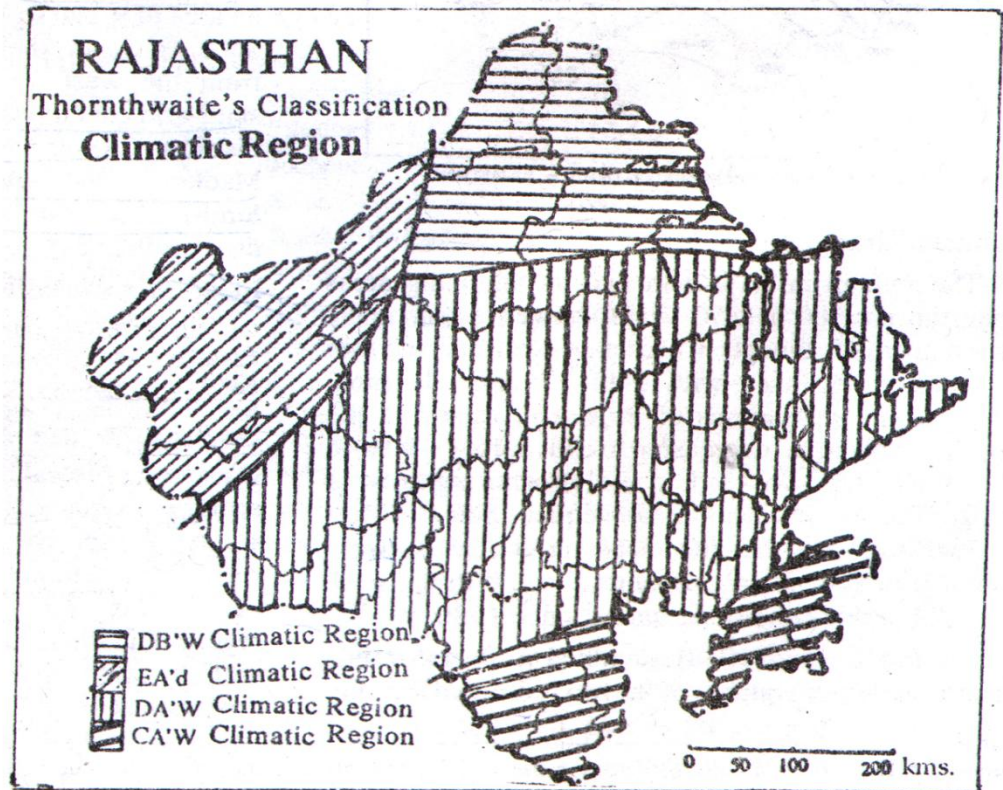 RAJASTHAN
Thornthwaite's Classification
Climatic Region
DB'W Climatic Region
EA'd Climatic Region
DA'W Climatic Region
CA'W Climatic Region
0 50 100 200 kms.